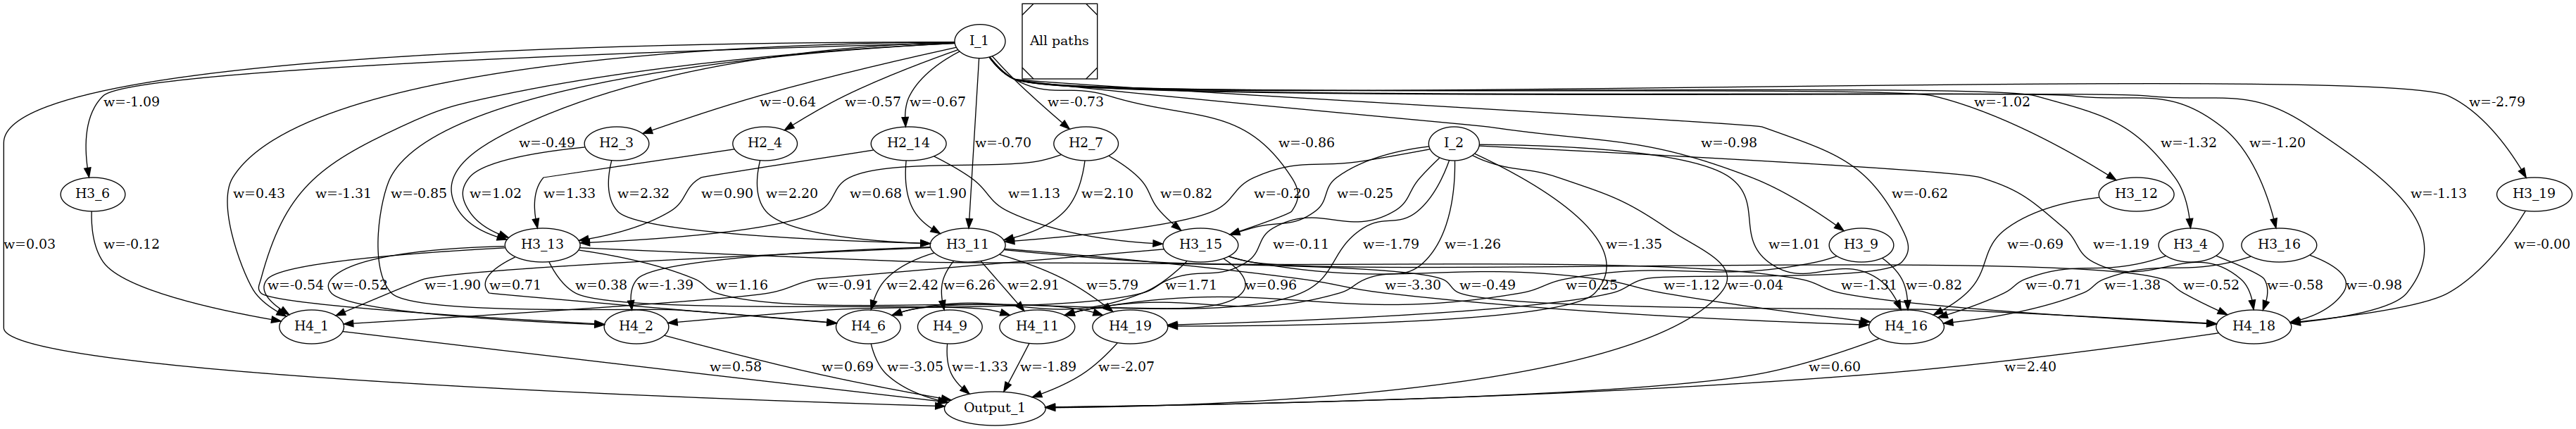 I_1
All paths
w=-1.09
w=-0.64
w=-0.57
w=-0.67
w=-0.73
w=-1.02
w=-2.79
w=-0.49
H2_3
H2_4
H2_14
w=-0.70
H2_7
w=-0.86
I_2
w=-0.98
w=-1.32
w=-1.20
H3_6
w=0.43
w=-1.31
w=-0.85
w=1.02
w=1.33
w=2.32
w=0.90
w=2.20
w=0.68
w=1.90
w=1.13
w=2.10
w=0.82
w=-0.20
w=-0.25
w=-0.62
H3_12
w=-1.13
H3_19
w=0.03
w=-0.12
H3_13
H3_11
H3_15
w=-0.11
w=-1.79
w=-1.26
w=-1.35
w=1.01
H3_9
w=-0.69
w=-1.19
H3_4
H3_16
w=-0.00
w=-0.54
w=-0.52
w=-1.90
w=0.71
w=0.38
w=-1.39
w=1.16
w=-0.91
w=2.42
w=6.26
w=2.91
w=5.79
w=1.71
w=0.96
w=-3.30
w=-0.49
w=0.25
w=-1.12
w=-0.04
w=-1.31
w=-0.82
w=-0.71
w=-1.38
w=-0.52
w=-0.58
w=-0.98
H4_1
H4_2
H4_6
H4_9
H4_11
H4_19
H4_16
H4_18
w=0.58
w=0.69
w=-3.05
w=-1.33
w=-1.89
w=-2.07
w=0.60
w=2.40
Output_1